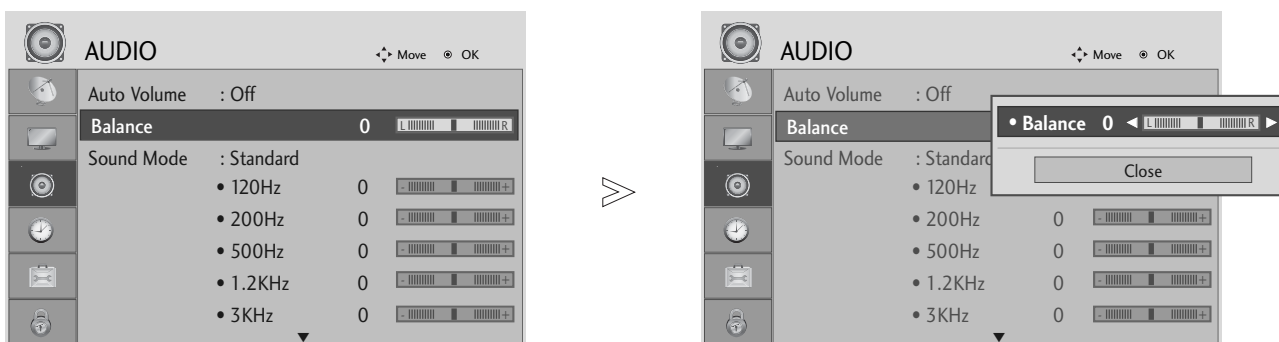 AUDIO
Move OK
Auto Volume : Off
Balance 0 L R
Sound Mode : Standard
• 120Hz 0 - +
• 200Hz 0 - +
• 500Hz 0 - +
• 1.2KHz 0 - +
• 3KHz 0 - +
AUDIO
Move OK
Auto Volume : Off
Balance
• Balance 0 L R
Close
Sound Mode : Standard
• 120Hz
• 200Hz 0 - +
• 500Hz 0 - +
• 1.2KHz 0 - +
• 3KHz 0 - +